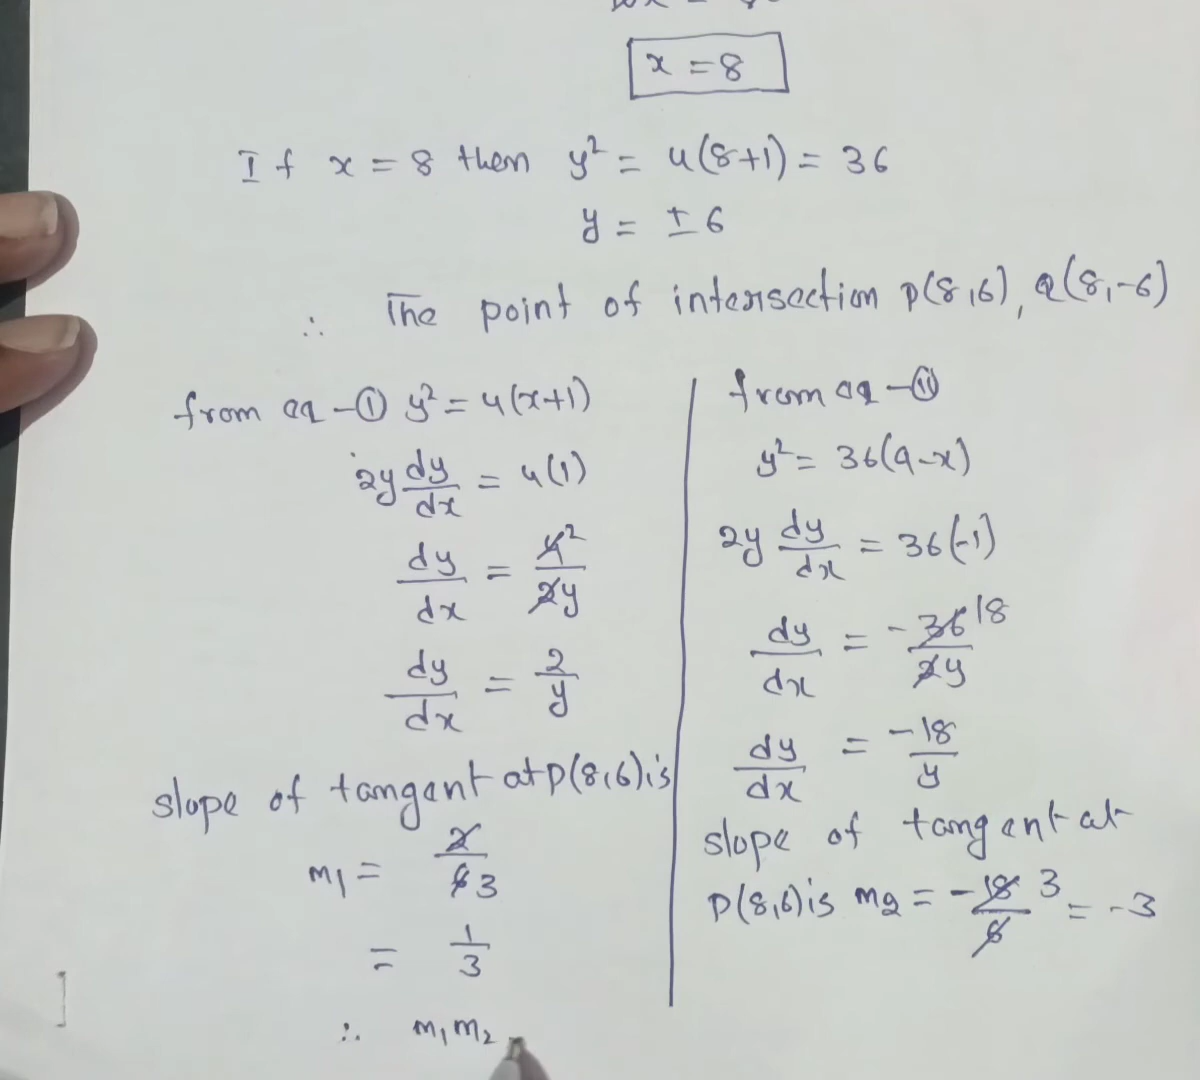 x = 8
If x = 8 then y² = 4(8+1) = 36
y = ± 6
∴ The point of intersection P(8,6), Q(8,-6)
from eq - ① y² = 4(x+1)
2y dy/dx = 4(1)
dy/dx = 4 2/2y
dy/dx = 2/y
slope of tangent at P(8,6) is
m₁ = 2/6 3
= 1/3
∴ m₁m₂
from eq - ⑪
y² = 36(9-x)
2y dy/dx = 36(-1)
dy/dx = -36 18/2y
dy/dx = -18/y
slope of tangent at
P(8,6) is m₂ = -18 3/6 = -3